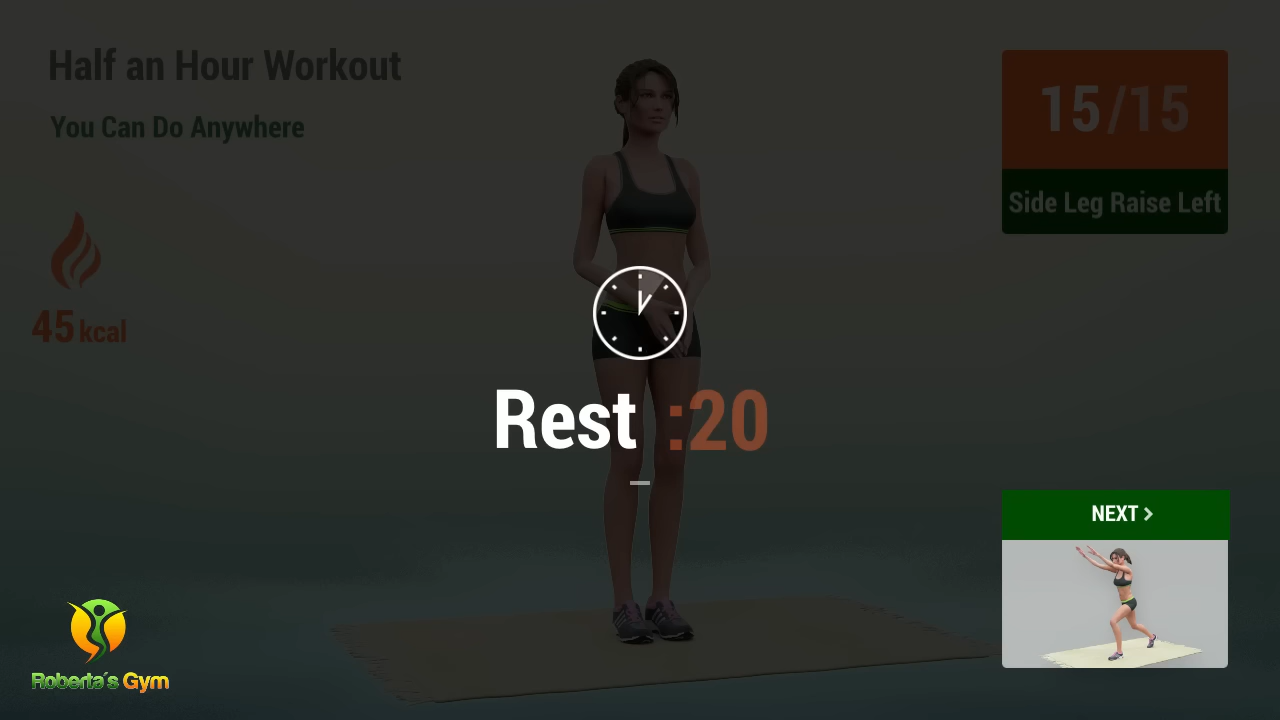 Half an Hour Workout
You Can Do Anywhere
15/15
Side Leg Raise Left
45 kcal
Rest :20
NEXT >
Roberta's Gym